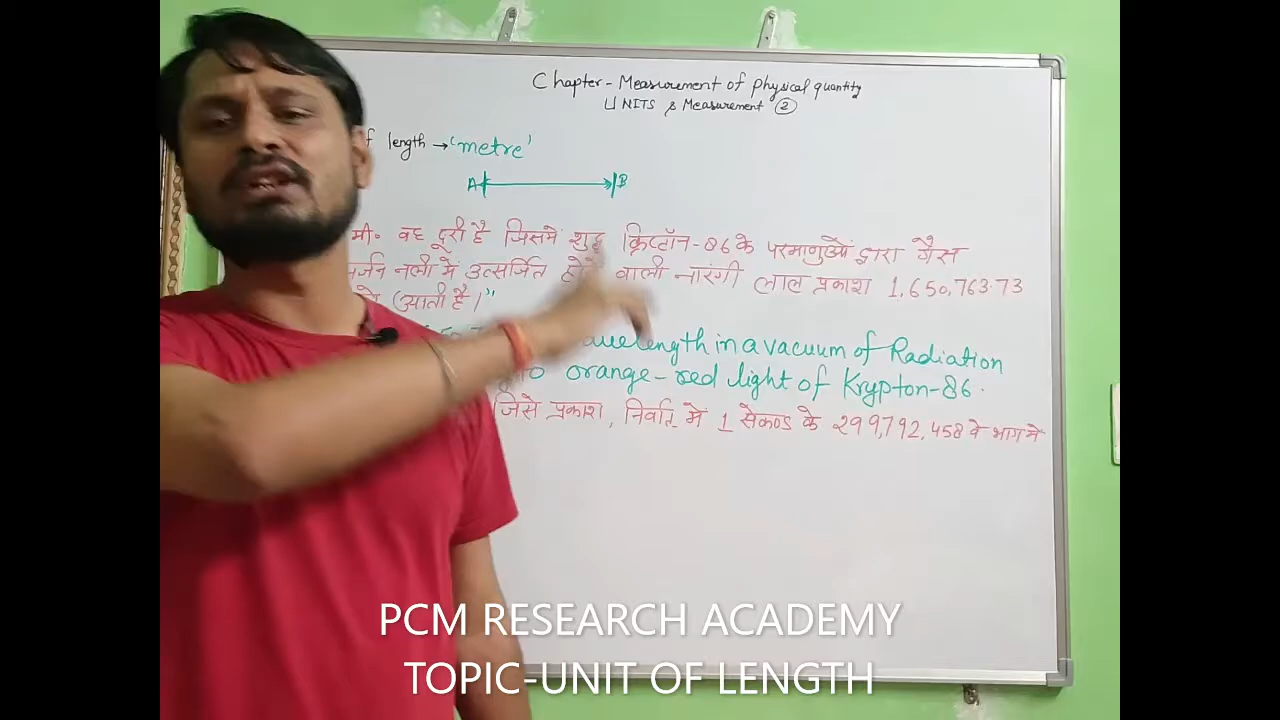 Chapter-Measurement of physical quantity
UNITS & Measurement ②
f length → 'metre'
A B
मी० वह दूरी है जिसमें शुद्ध क्रिप्टॉन-86 के परमाणुओं द्वारा गैस
नली में उत्सर्जित होने वाली नारंगी लाल प्रकाश 1,650,763.73
आती है।"
in a vacuum of Radiation
to orange-red light of Krypton-86.
जिसे प्रकाश, निर्वात में 1 सेकण्ड के 299,792,458 वे भाग में
PCM RESEARCH ACADEMY
TOPIC-UNIT OF LENGTH